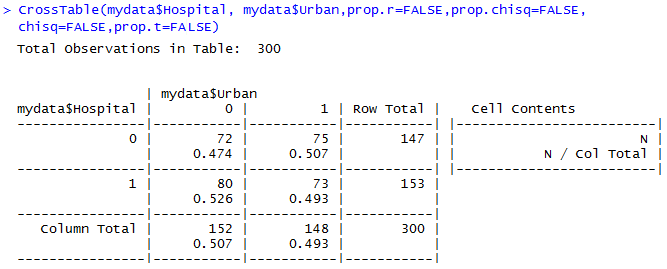 > CrossTable(mydata$Hospital, mydata$Urban,prop.r=FALSE,prop.chisq=FALSE,
chisq=FALSE,prop.t=FALSE)
Total Observations in Table:  300
                | mydata$Urban
mydata$Hospital |         0 |         1 | Row Total |    Cell Contents
----------------|-----------|-----------|-----------| |-------------------------|
              0 |        72 |        75 |       147 | |                       N |
                |     0.474 |     0.507 |           | |           N / Col Total |
----------------|-----------|-----------|-----------| |-------------------------|
              1 |        80 |        73 |       153 |
                |     0.526 |     0.493 |           |
----------------|-----------|-----------|-----------|
   Column Total |       152 |       148 |       300 |
                |     0.507 |     0.493 |           |
----------------|-----------|-----------|-----------|